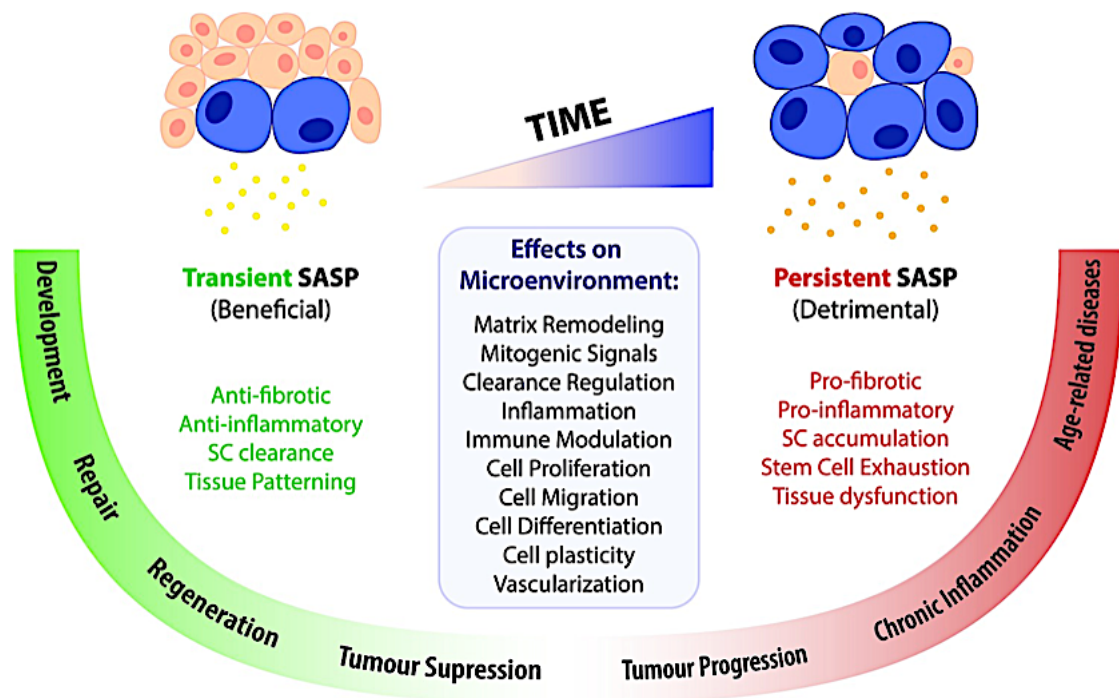 TIME
Transient SASP
(Beneficial)
Anti-fibrotic
Anti-inflammatory
SC clearance
Tissue Patterning
Effects on
Microenvironment:
Matrix Remodeling
Mitogenic Signals
Clearance Regulation
Inflammation
Immune Modulation
Cell Proliferation
Cell Migration
Cell Differentiation
Cell plasticity
Vascularization
Persistent SASP
(Detrimental)
Pro-fibrotic
Pro-inflammatory
SC accumulation
Stem Cell Exhaustion
Tissue dysfunction
Development
Repair
Regeneration
Tumour Supression
Tumour Progression
Chronic Inflammation
Age-related diseases